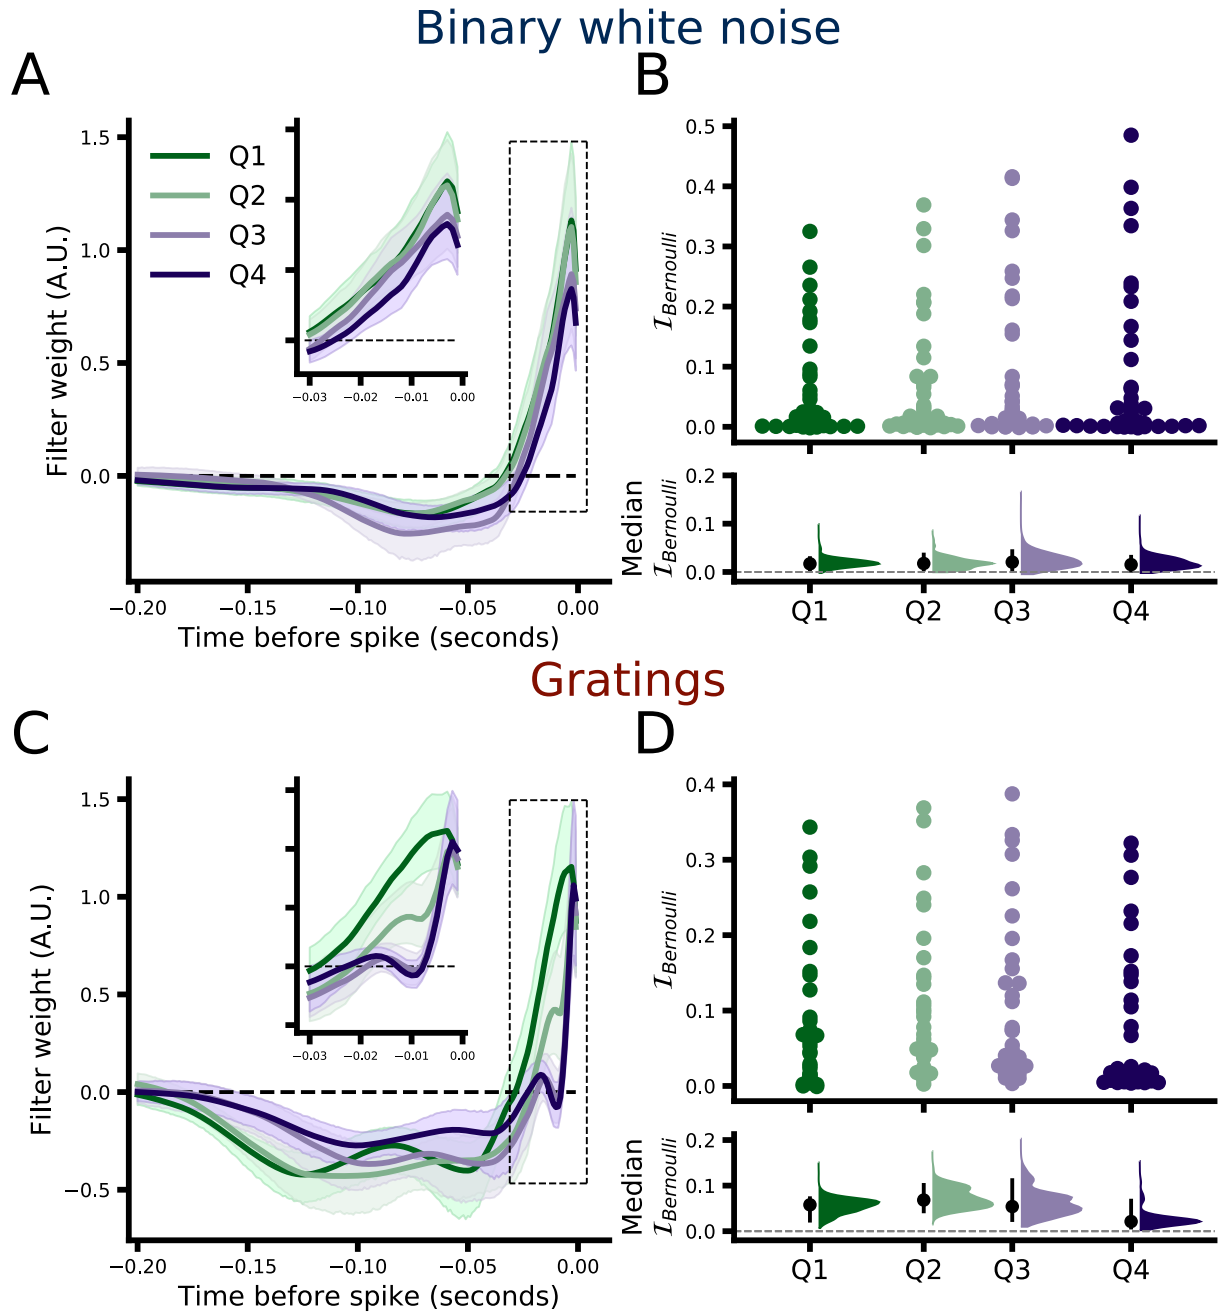 Binary white noise
A
B
1.5
1.0
0.5
0.0
Filter weight (A.U.)
Q1
Q2
Q3
Q4
−0.03 −0.02 −0.01 0.00
−0.20 −0.15 −0.10 −0.05 0.00
Time before spike (seconds)
0.5
0.4
0.3
0.2
0.1
0.0
ℐBernoulli
0.2
0.1
0.0
Median
ℐBernoulli
Q1 Q2 Q3 Q4
Gratings
C
D
1.5
1.0
0.5
0.0
−0.5
Filter weight (A.U.)
−0.03 −0.02 −0.01 0.00
−0.20 −0.15 −0.10 −0.05 0.00
Time before spike (seconds)
0.4
0.3
0.2
0.1
0.0
ℐBernoulli
0.2
0.1
0.0
Median
ℐBernoulli
Q1 Q2 Q3 Q4